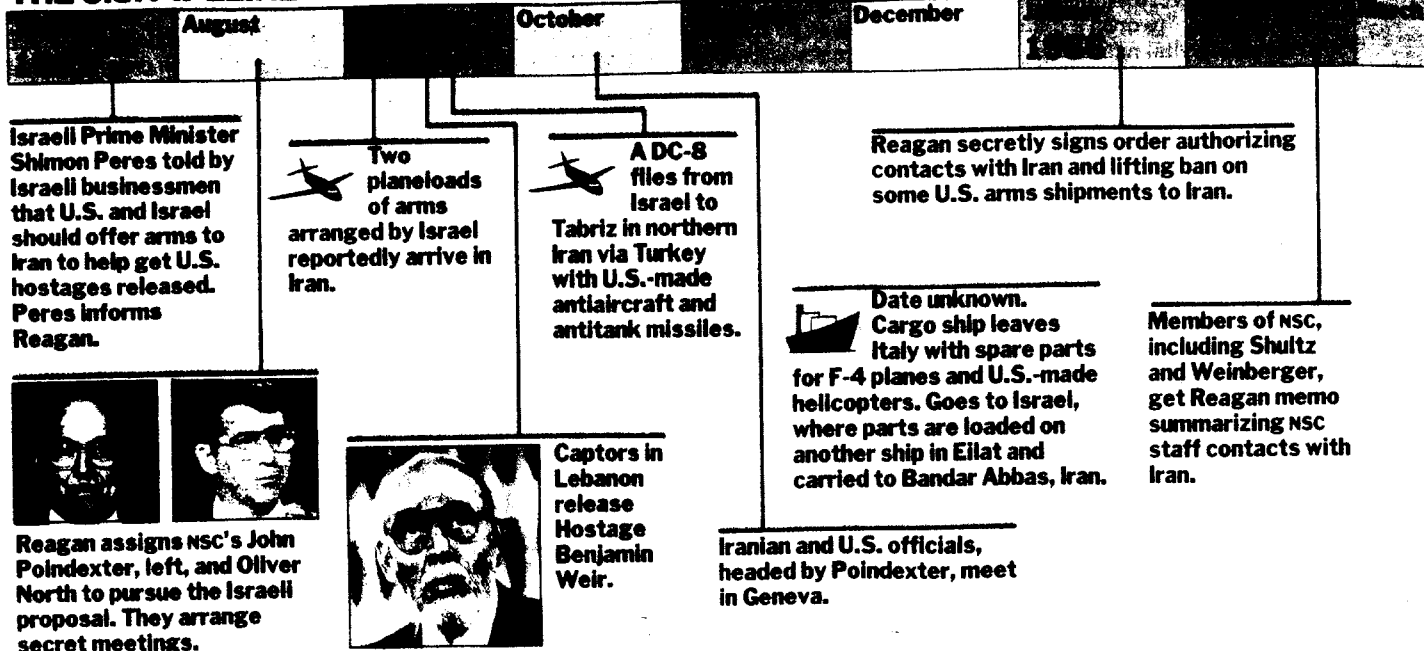 August
October
December
1986
Israeli Prime Minister
Shimon Peres told by
Israeli businessmen
that U.S. and Israel
should offer arms to
Iran to help get U.S.
hostages released.
Peres informs
Reagan.
Two
planeloads
of arms
arranged by Israel
reportedly arrive in
Iran.
A DC-8
flies from
Israel to
Tabriz in northern
Iran via Turkey
with U.S.-made
antiaircraft and
antitank missiles.
Reagan secretly signs order authorizing
contacts with Iran and lifting ban on
some U.S. arms shipments to Iran.
Date unknown.
Cargo ship leaves
Italy with spare parts
for F-4 planes and U.S.-made
helicopters. Goes to Israel,
where parts are loaded on
another ship in Eilat and
carried to Bandar Abbas, Iran.
Members of NSC,
including Shultz
and Weinberger,
get Reagan memo
summarizing NSC
staff contacts with
Iran.
Reagan assigns NSC's John
Poindexter, left, and Oliver
North to pursue the Israeli
proposal. They arrange
secret meetings.
Captors in
Lebanon
release
Hostage
Benjamin
Weir.
Iranian and U.S. officials,
headed by Poindexter, meet
in Geneva.